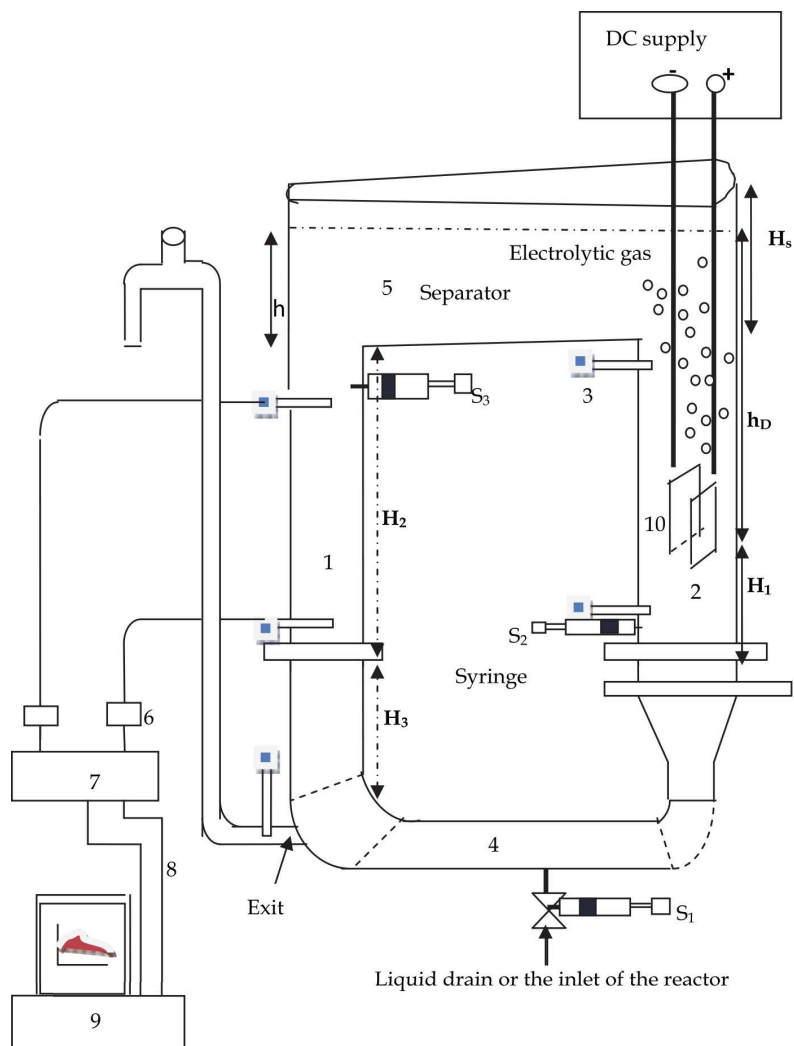 DC supply
- +
Electrolytic gas
Hs
5 Separator
h
3
S3
hD
H2
10
1
2
H1
S2
Syringe
6
H3
7
4
8
Exit
S1
Liquid drain or the inlet of the reactor
9